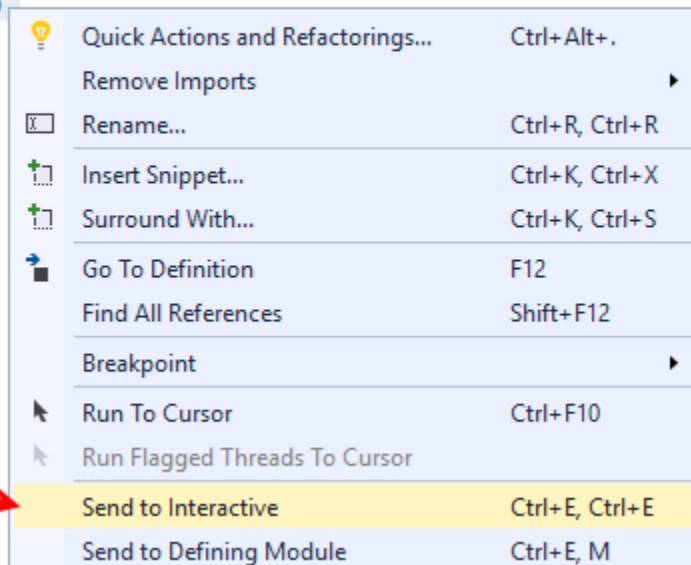 Quick Actions and Refactorings... Ctrl+Alt+.
Remove Imports
Rename... Ctrl+R, Ctrl+R
Insert Snippet... Ctrl+K, Ctrl+X
Surround With... Ctrl+K, Ctrl+S
Go To Definition F12
Find All References Shift+F12
Breakpoint
Run To Cursor Ctrl+F10
Run Flagged Threads To Cursor
Send to Interactive Ctrl+E, Ctrl+E
Send to Defining Module Ctrl+E, M